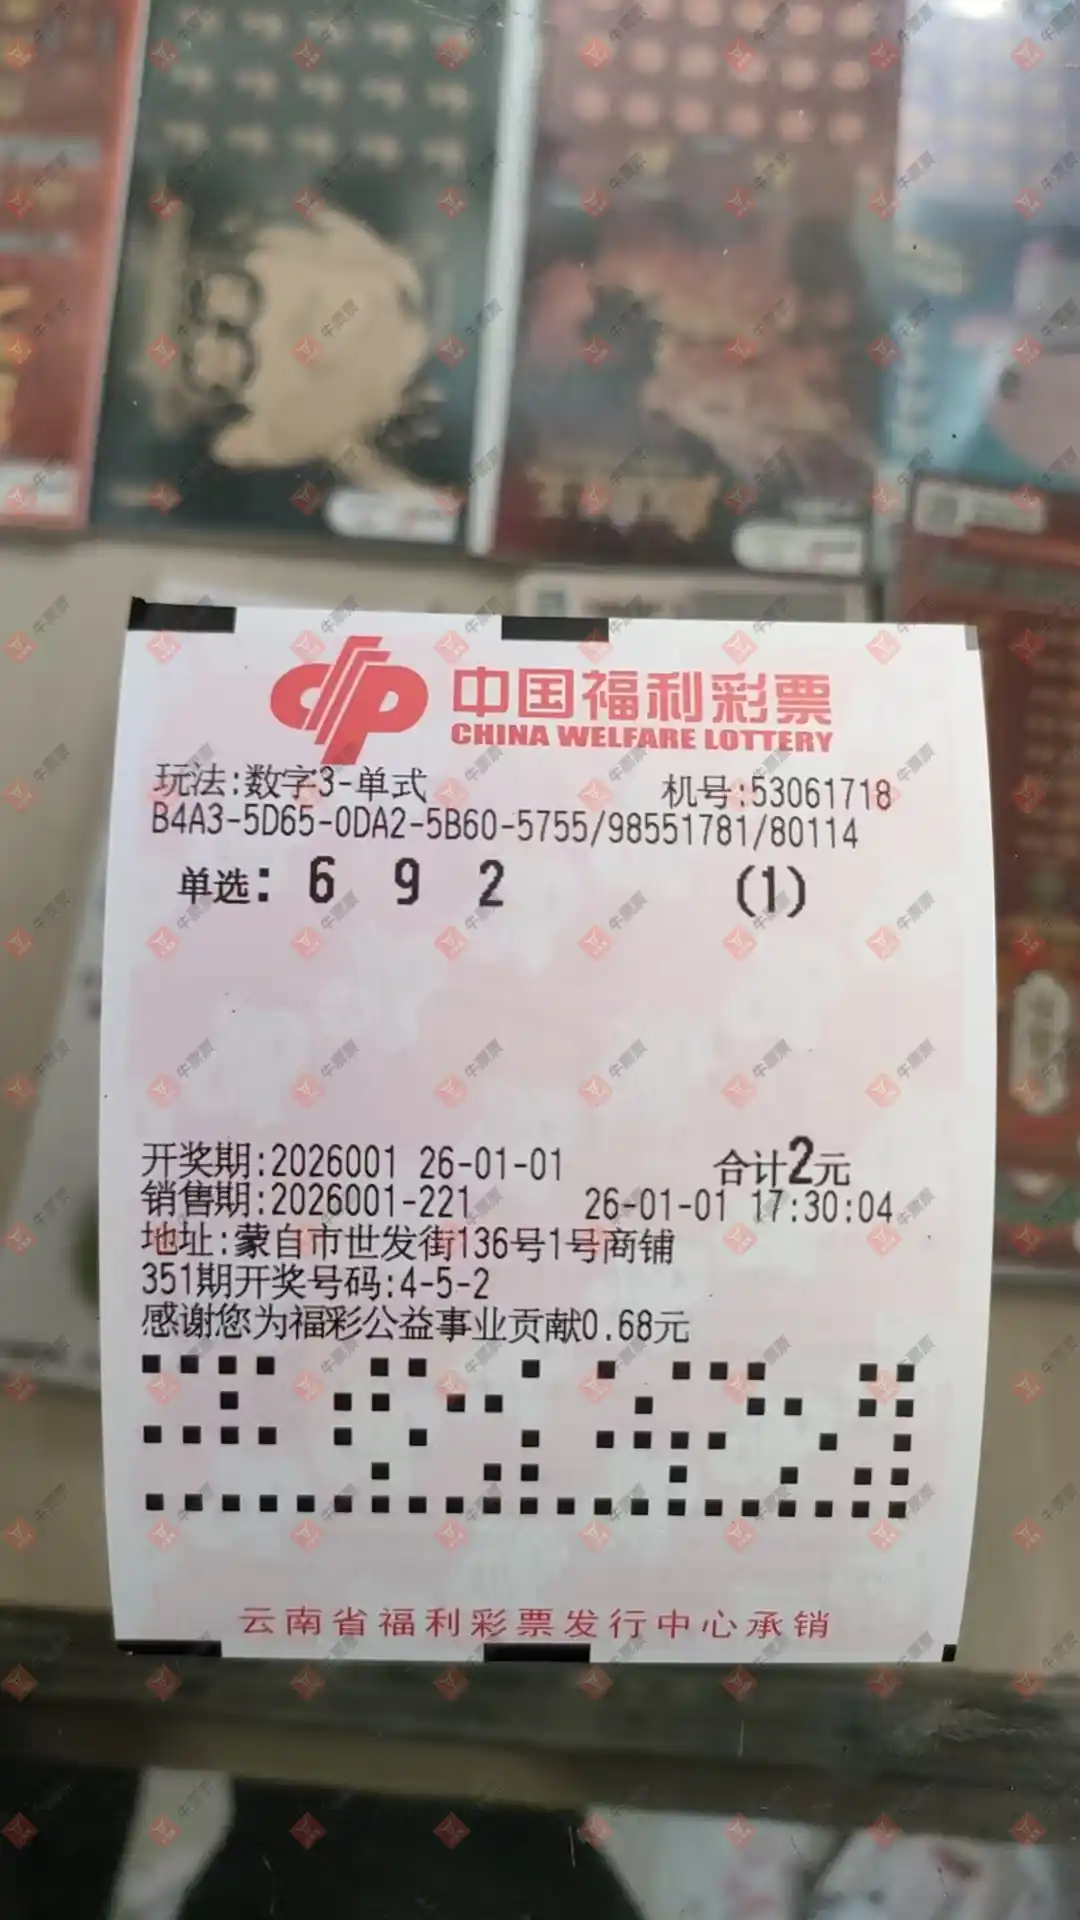 中国福利彩票
CHINA WELFARE LOTTERY
玩法:数字3-单式 机号:53061718
B4A3-5D65-0DA2-5B60-5755/98551781/80114
单选: 6 9 2 (1)
开奖期:2026001 26-01-01 合计2元
销售期:2026001-221 26-01-01 17:30:04
地址:蒙自市世发街136号1号商铺
351期开奖号码:4-5-2
感谢您为福彩公益事业贡献0.68元
云南省福利彩票发行中心承销
牛票票